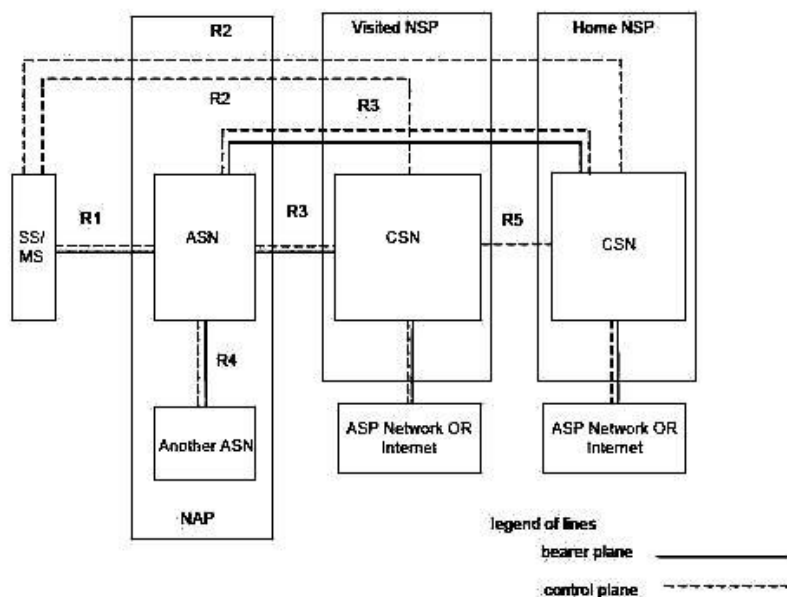 R2
Visited NSP
Home NSP
R2
R3
R1
R3
R5
SS/
MS
ASN
CSN
CSN
R4
Another ASN
ASP Network OR
Internet
ASP Network OR
Internet
NAP
legend of lines
bearer plane
control plane